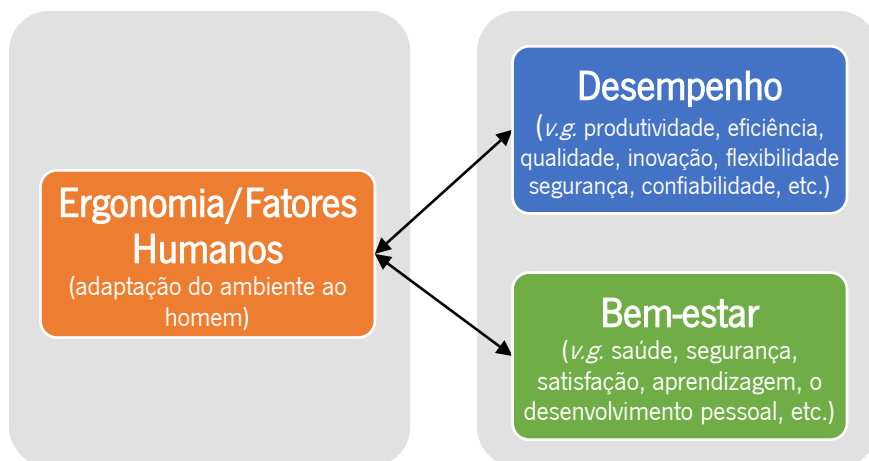 Ergonomia/Fatores
Humanos
(adaptação do ambiente ao
homem)
Desempenho
(v.g. produtividade, eficiência,
qualidade, inovação, flexibilidade
segurança, confiabilidade, etc.)
Bem-estar
(v.g. saúde, segurança,
satisfação, aprendizagem, o
desenvolvimento pessoal, etc.)